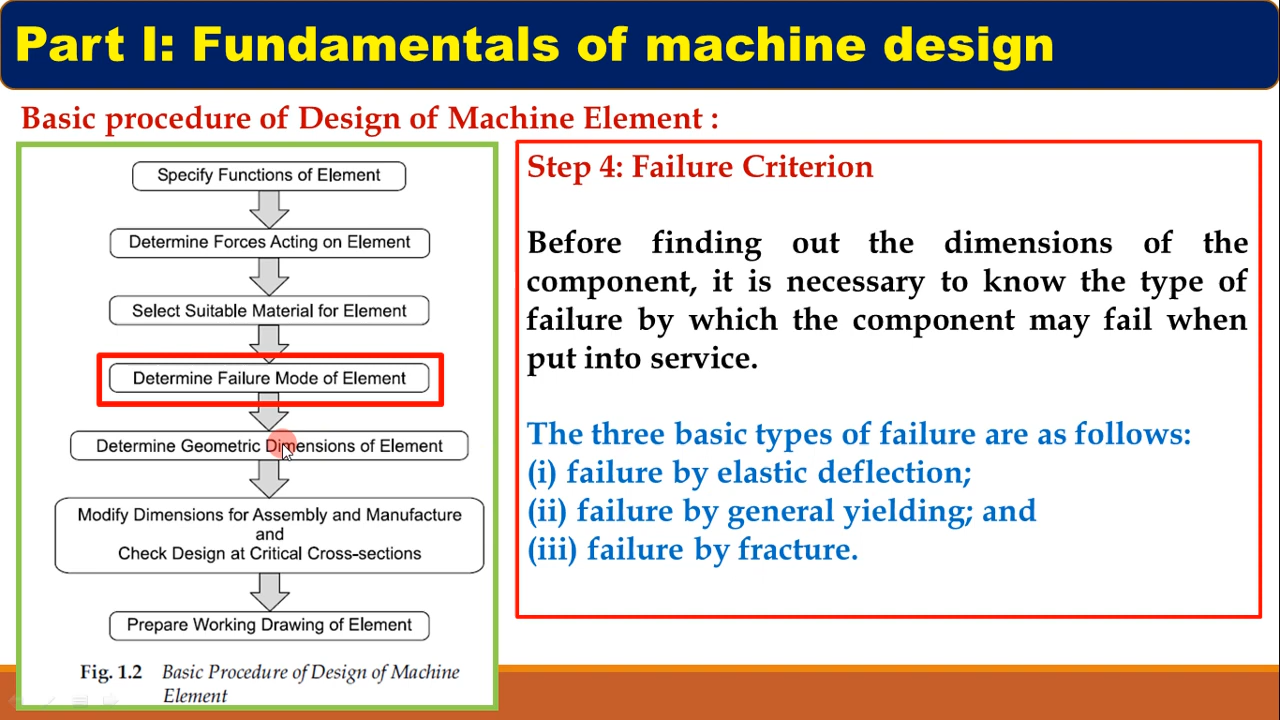 Part I: Fundamentals of machine design
Basic procedure of Design of Machine Element :
Specify Functions of Element
Determine Forces Acting on Element
Select Suitable Material for Element
Determine Failure Mode of Element
Determine Geometric Dimensions of Element
Modify Dimensions for Assembly and Manufacture
and
Check Design at Critical Cross-sections
Prepare Working Drawing of Element
Fig. 1.2 Basic Procedure of Design of Machine
Element
Step 4: Failure Criterion
Before finding out the dimensions of the
component, it is necessary to know the type of
failure by which the component may fail when
put into service.
The three basic types of failure are as follows:
(i) failure by elastic deflection;
(ii) failure by general yielding; and
(iii) failure by fracture.